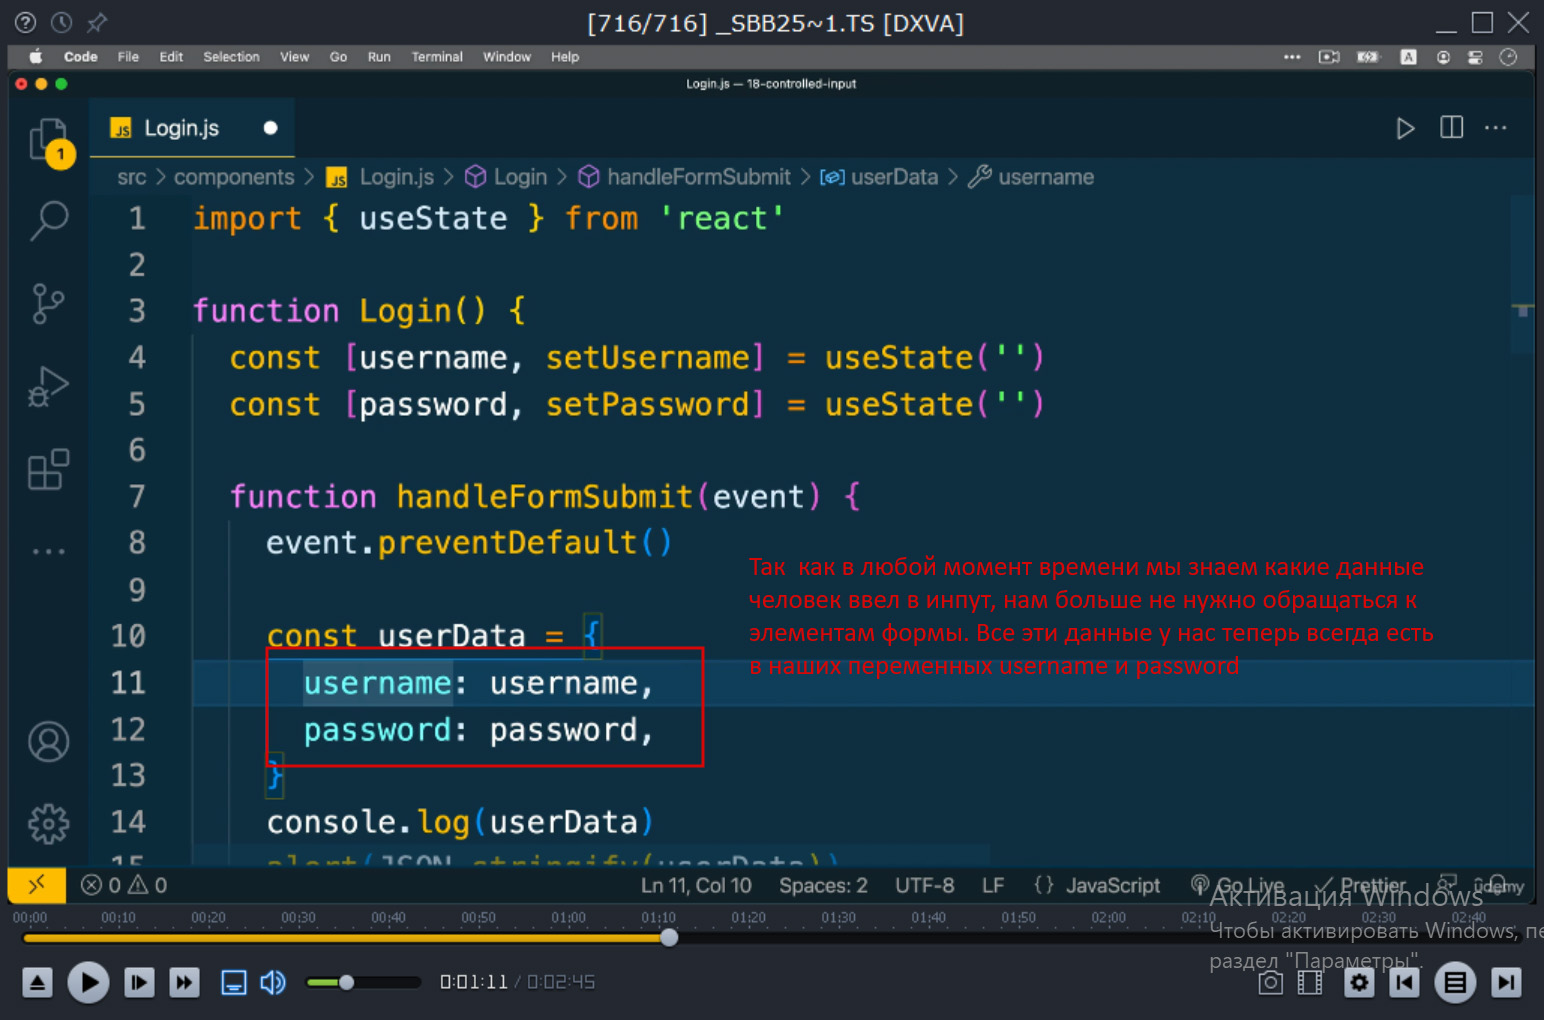 [716/716] _SBB25~1.TS [DXVA]
Code File Edit Selection View Go Run Terminal Window Help
A
Login.js — 18-controlled-input
JS Login.js
1
src > components > JS Login.js > Login > handleFormSubmit > userData > username
1 import { useState } from 'react'
2
3 function Login() {
4 const [username, setUsername] = useState('')
5 const [password, setPassword] = useState('')
6
7 function handleFormSubmit(event) {
8 event.preventDefault()
9
10 const userData = {
11 username: username,
12 password: password,
13 }
14 console.log(userData)
15 alert(JSON.stringify(userData))
Так как в любой момент времени мы знаем какие данные
человек ввел в инпут, нам больше не нужно обращаться к
элементам формы. Все эти данные у нас теперь всегда есть
в наших переменных username и password
0 0 Ln 11, Col 10 Spaces: 2 UTF-8 LF {} JavaScript Go Live Prettier
ûdemy
00:00 00:10 00:20 00:30 00:40 00:50 01:00 01:10 01:20 01:30 01:40 01:50 02:00 02:10 02:20 02:30 02:40
Активация Windows
Чтобы активировать Windows, пе
раздел "Параметры".
0:01:11 / 0:02:45